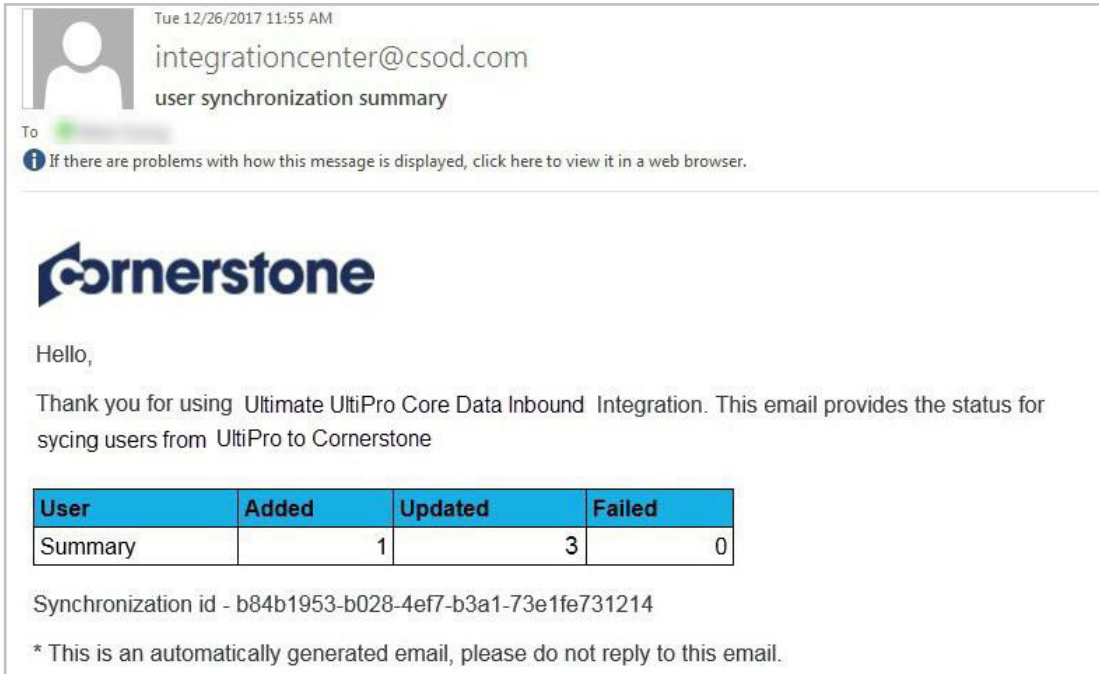 Tue 12/26/2017 11:55 AM
integrationcenter@csod.com
user synchronization summary
To
If there are problems with how this message is displayed, click here to view it in a web browser.
cornerstone
Hello,
Thank you for using Ultimate UltiPro Core Data Inbound Integration. This email provides the status for
sycing users from UltiPro to Cornerstone
User Added Updated Failed
Summary 1 3 0
Synchronization id - b84b1953-b028-4ef7-b3a1-73e1fe731214
* This is an automatically generated email, please do not reply to this email.